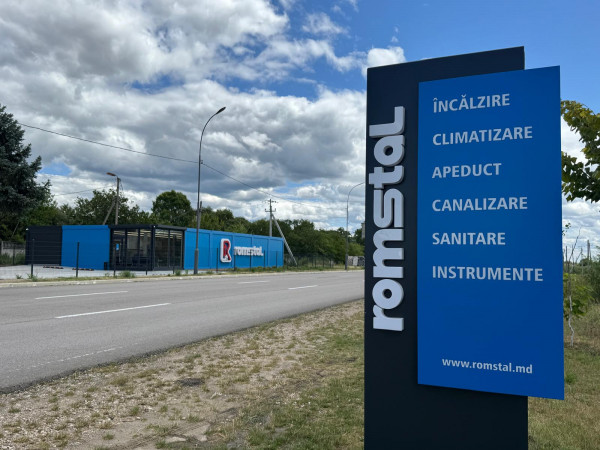 romstal
ÎNCĂLZIRE
CLIMATIZARE
APEDUCT
CANALIZARE
SANITARE
INSTRUMENTE
www.romstal.md
R romstal